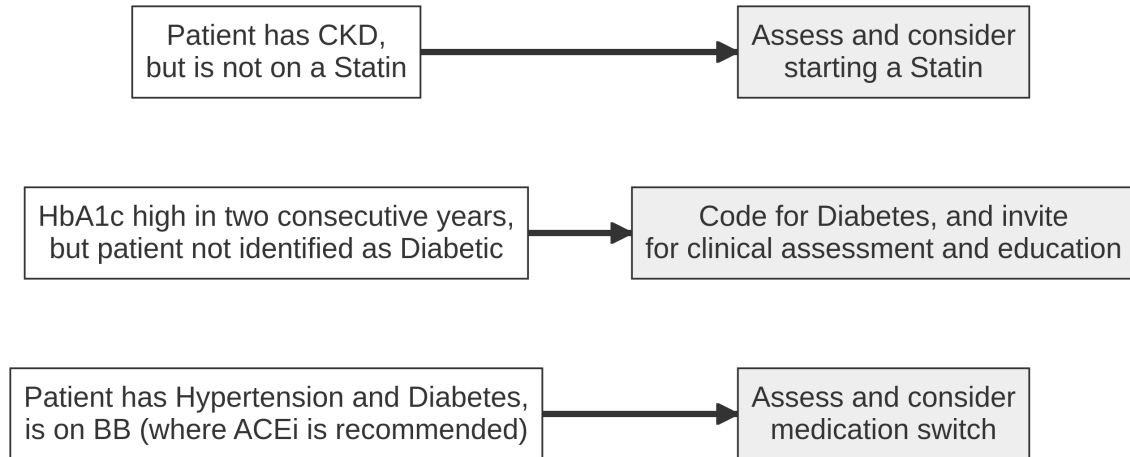 Patient has CKD,
but is not on a Statin
Assess and consider
starting a Statin
HbA1c high in two consecutive years,
but patient not identified as Diabetic
Code for Diabetes, and invite
for clinical assessment and education
Patient has Hypertension and Diabetes,
is on BB (where ACEi is recommended)
Assess and consider
medication switch